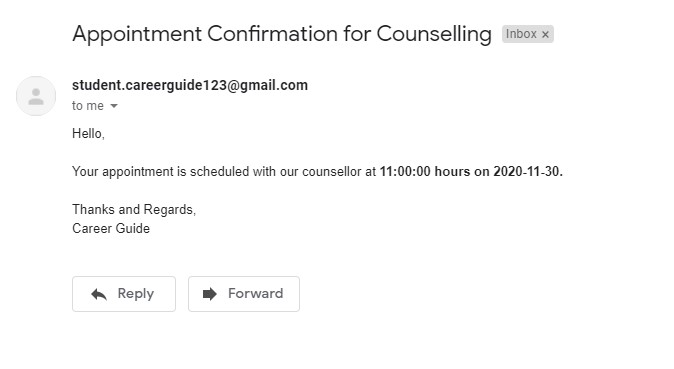 Appointment Confirmation for Counselling Inbox x
student.careerguide123@gmail.com
to me
Hello,
Your appointment is scheduled with our counsellor at 11:00:00 hours on 2020-11-30.
Thanks and Regards,
Career Guide
Reply Forward